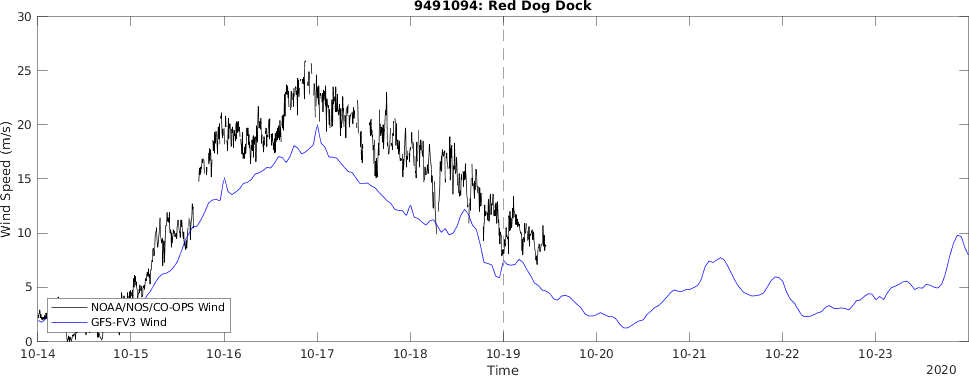 9491094: Red Dog Dock
30
25
20
15
10
5
0
Wind Speed (m/s)
NOAA/NOS/CO-OPS Wind
GFS-FV3 Wind
10-14 10-15 10-16 10-17 10-18 10-19 10-20 10-21 10-22 10-23
Time
2020